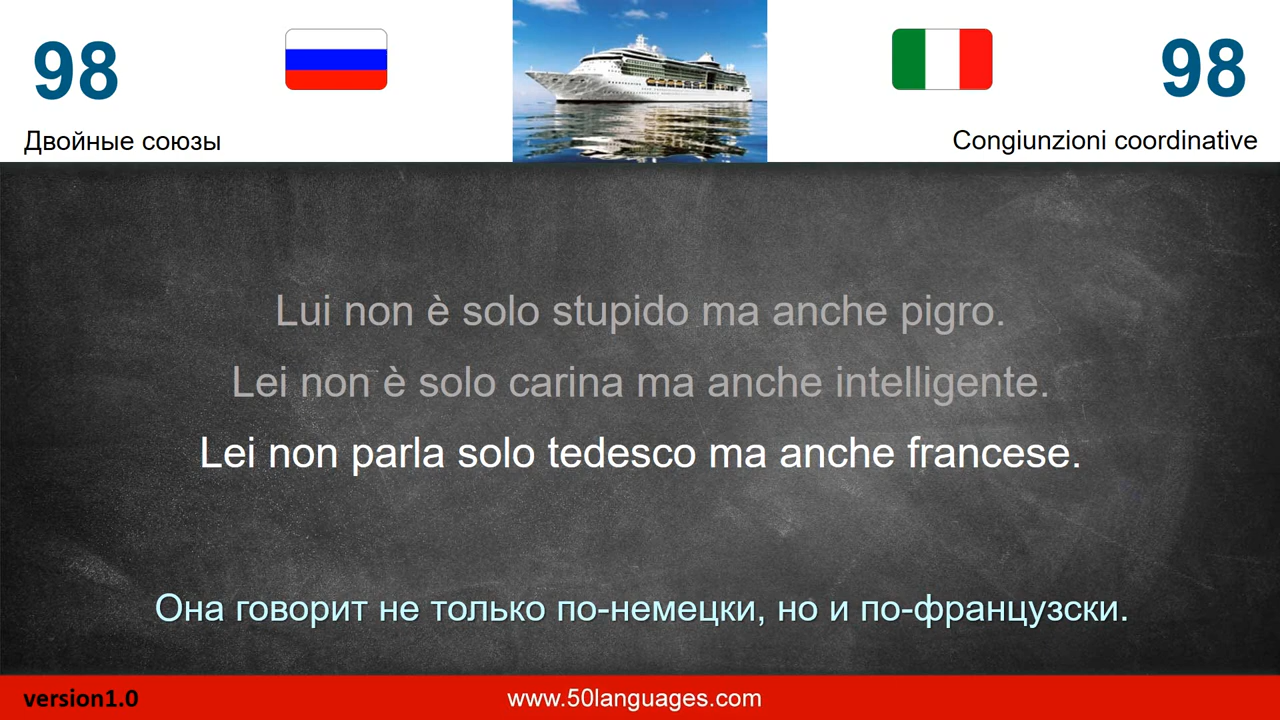 98
98
Двойные союзы
Congiunzioni coordinative
Lui non è solo stupido ma anche pigro.
Lei non è solo carina ma anche intelligente.
Lei non parla solo tedesco ma anche francese.
Она говорит не только по-немецки, но и по-французски.
version1.0
www.50languages.com